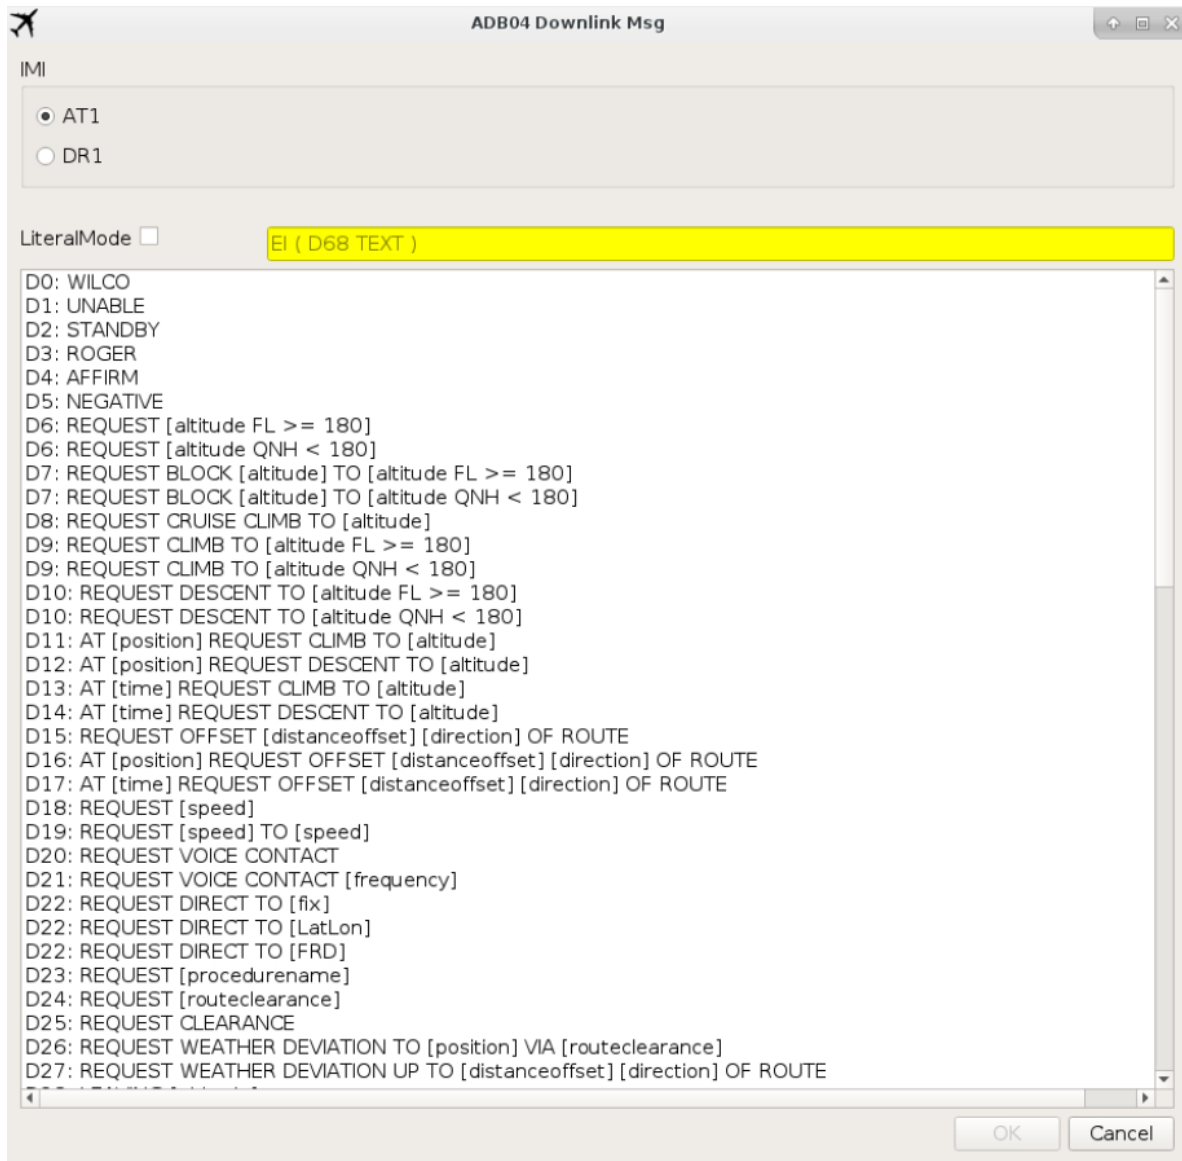 ADB04 Downlink Msg
IMI
AT1
DR1
LiteralMode
EI ( D68 TEXT )
D0: WILCO
D1: UNABLE
D2: STANDBY
D3: ROGER
D4: AFFIRM
D5: NEGATIVE
D6: REQUEST [altitude FL >= 180]
D6: REQUEST [altitude QNH < 180]
D7: REQUEST BLOCK [altitude] TO [altitude FL >= 180]
D7: REQUEST BLOCK [altitude] TO [altitude QNH < 180]
D8: REQUEST CRUISE CLIMB TO [altitude]
D9: REQUEST CLIMB TO [altitude FL >= 180]
D9: REQUEST CLIMB TO [altitude QNH < 180]
D10: REQUEST DESCENT TO [altitude FL >= 180]
D10: REQUEST DESCENT TO [altitude QNH < 180]
D11: AT [position] REQUEST CLIMB TO [altitude]
D12: AT [position] REQUEST DESCENT TO [altitude]
D13: AT [time] REQUEST CLIMB TO [altitude]
D14: AT [time] REQUEST DESCENT TO [altitude]
D15: REQUEST OFFSET [distanceoffset] [direction] OF ROUTE
D16: AT [position] REQUEST OFFSET [distanceoffset] [direction] OF ROUTE
D17: AT [time] REQUEST OFFSET [distanceoffset] [direction] OF ROUTE
D18: REQUEST [speed]
D19: REQUEST [speed] TO [speed]
D20: REQUEST VOICE CONTACT
D21: REQUEST VOICE CONTACT [frequency]
D22: REQUEST DIRECT TO [fix]
D22: REQUEST DIRECT TO [LatLon]
D22: REQUEST DIRECT TO [FRD]
D23: REQUEST [procedurename]
D24: REQUEST [routeclearance]
D25: REQUEST CLEARANCE
D26: REQUEST WEATHER DEVIATION TO [position] VIA [routeclearance]
D27: REQUEST WEATHER DEVIATION UP TO [distanceoffset] [direction] OF ROUTE
OK
Cancel